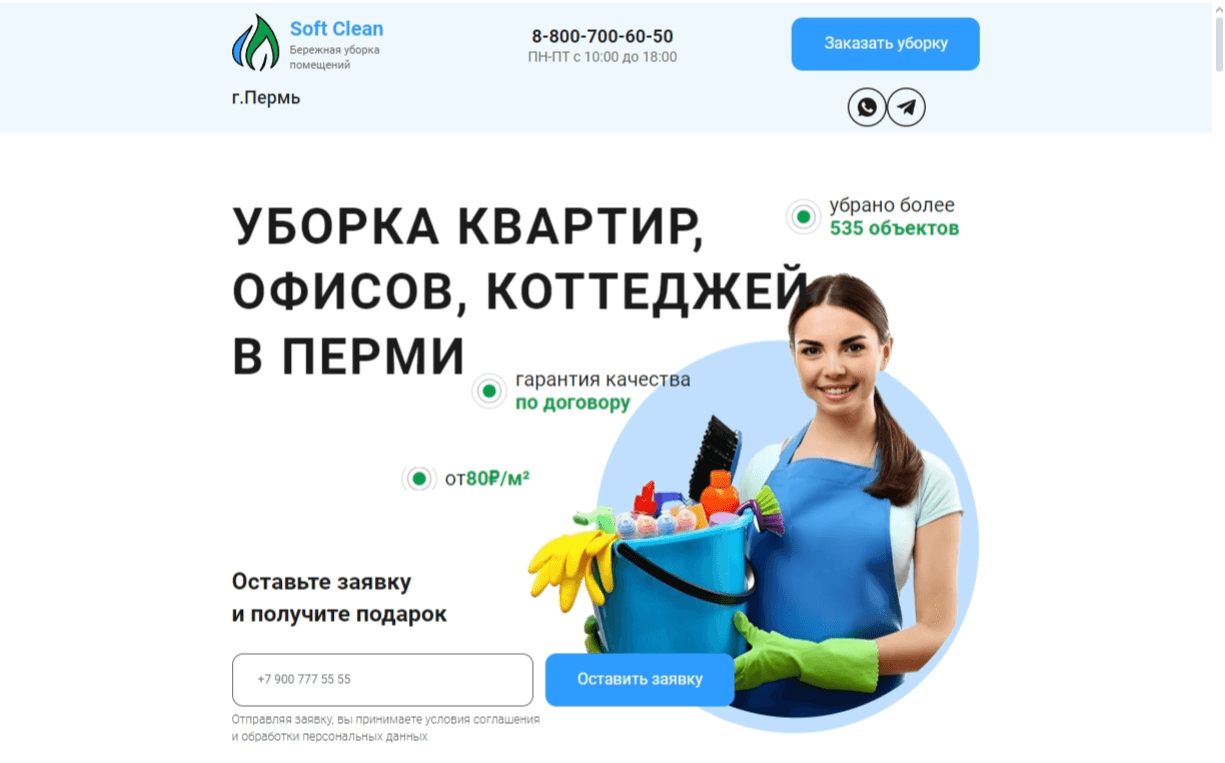 Soft Clean
Бережная уборка
помещений
г.Пермь
8-800-700-60-50
ПН-ПТ с 10:00 до 18:00
Заказать уборку
УБОРКА КВАРТИР,
ОФИСОВ, КОТТЕДЖЕЙ
В ПЕРМИ
убрано более
535 объектов
гарантия качества
по договору
от80₽/м²
Оставьте заявку
и получите подарок
+7 900 777 55 55
Оставить заявку
Отправляя заявку, вы принимаете условия соглашения
и обработки персональных данных